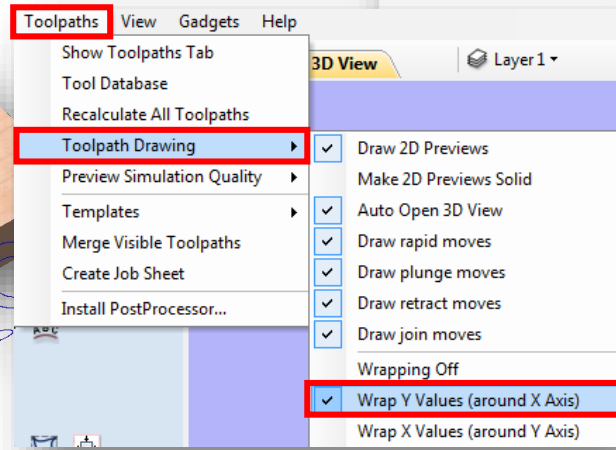 Toolpaths View Gadgets Help
Show Toolpaths Tab
Tool Database
Recalculate All Toolpaths
Toolpath Drawing
Preview Simulation Quality
Templates
Merge Visible Toolpaths
Create Job Sheet
Install PostProcessor...
3D View
Layer 1
Draw 2D Previews
Make 2D Previews Solid
Auto Open 3D View
Draw rapid moves
Draw plunge moves
Draw retract moves
Draw join moves
Wrapping Off
Wrap Y Values (around X Axis)
Wrap X Values (around Y Axis)